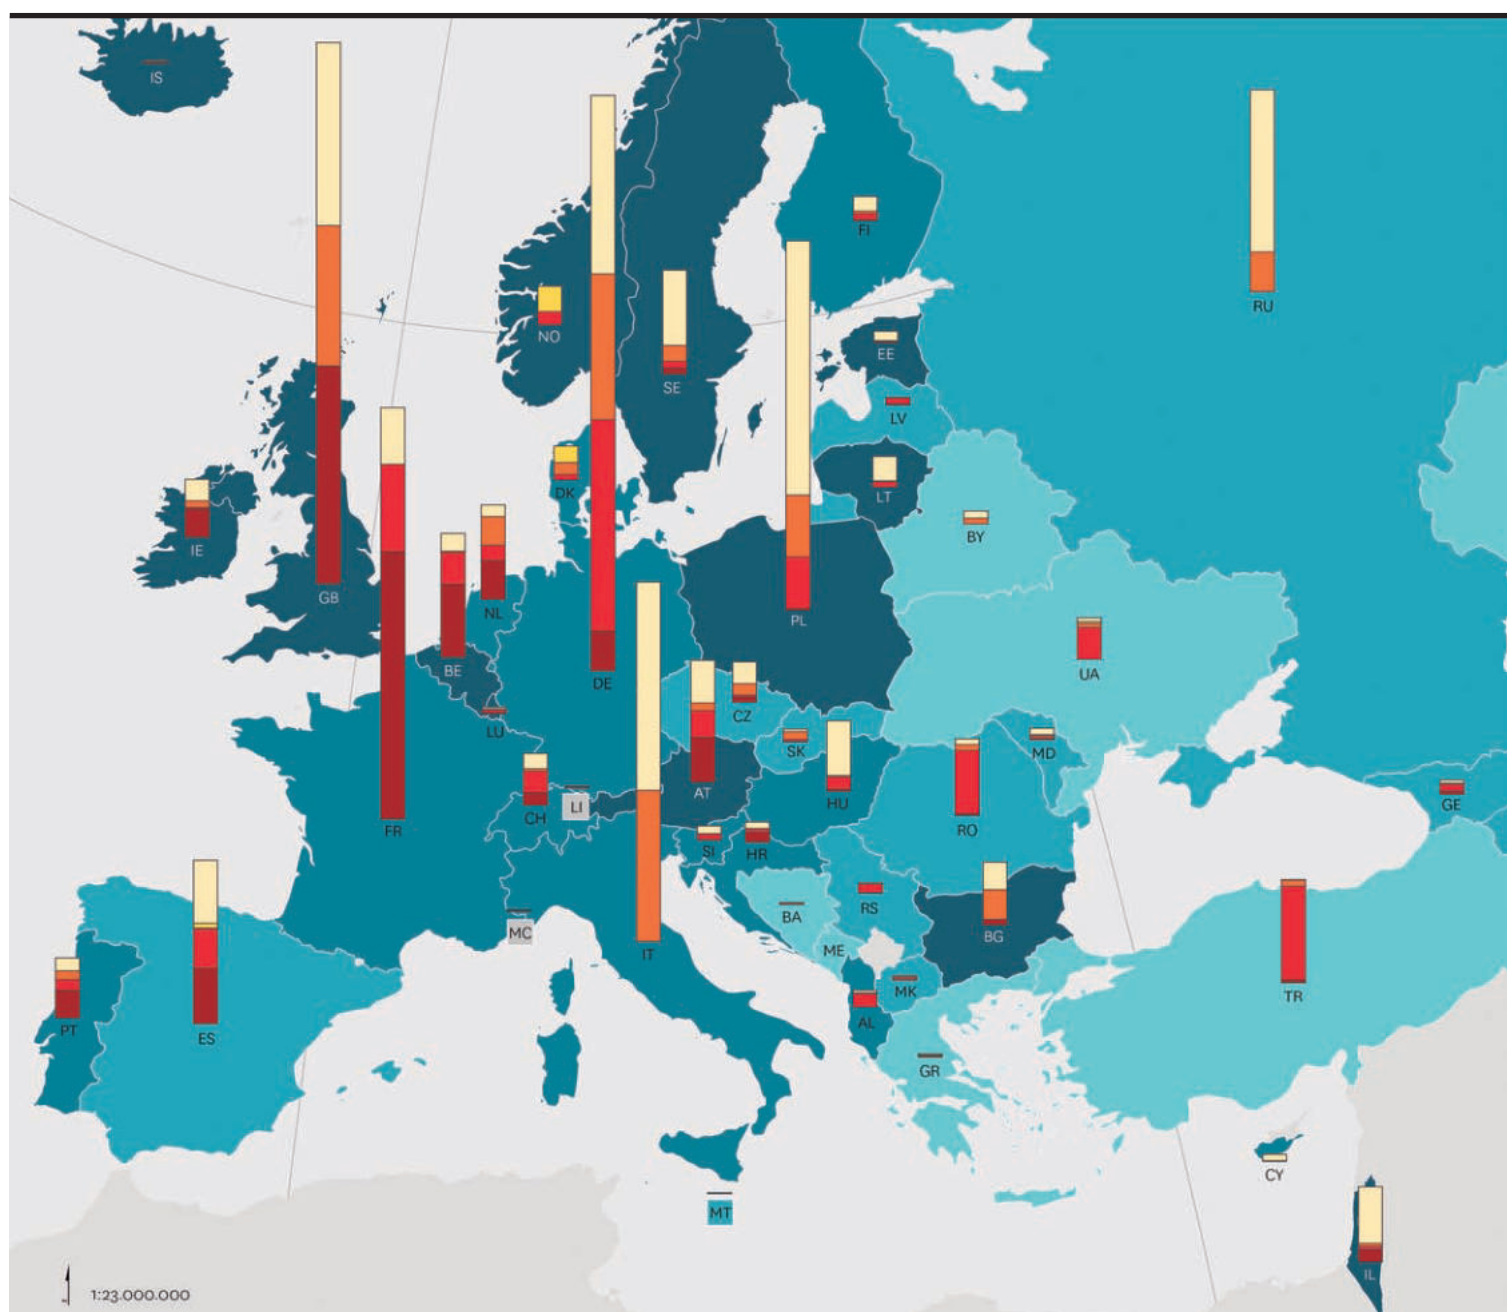 IS
RU
FI
NO
EE
SE
LV
DK
LT
BY
IE
GB
NL
PL
BE
UA
DE
CZ
LU
SK
MD
AT
LI
HU
GE
CH
FR
RO
SI
HR
RS
BA
MC
BG
ME
IT
MK
TR
AL
PT
ES
GR
CY
MT
IL
1:23.000.000